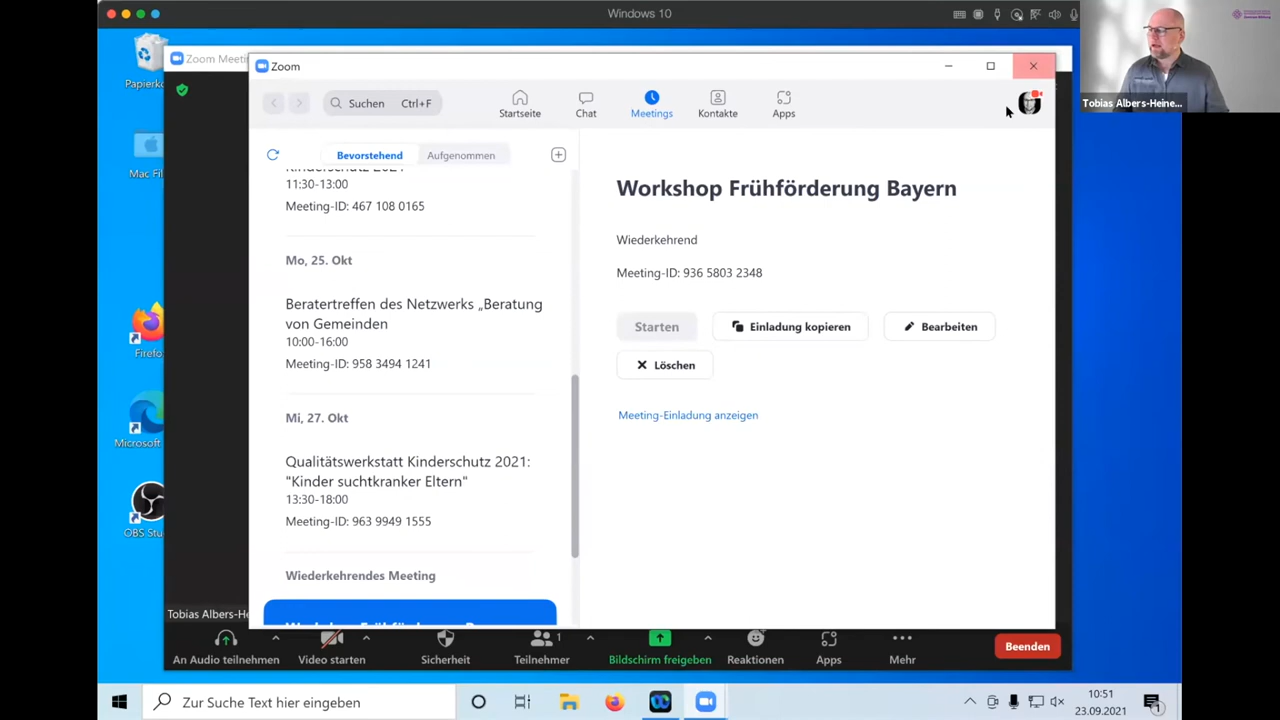 Windows 10
Papierko
Zoom Meeti
Zoom
Suchen Ctrl+F
Startseite
Chat
Meetings
Kontakte
Apps
Tobias Albers-Heine...
Bevorstehend
Aufgenommen
Mac Fil
Kinderschutz 2021
11:30-13:00
Meeting-ID: 467 108 0165
Mo, 25. Okt
Beratertreffen des Netzwerks „Beratung
von Gemeinden
10:00-16:00
Meeting-ID: 958 3494 1241
Mi, 27. Okt
Qualitätswerkstatt Kinderschutz 2021:
"Kinder suchtkranker Eltern"
13:30-18:00
Meeting-ID: 963 9949 1555
Wiederkehrendes Meeting
Workshop Frühförderung Bayern
Wiederkehrend
Meeting-ID: 936 5803 2348
Starten
Einladung kopieren
Bearbeiten
Löschen
Meeting-Einladung anzeigen
Firefo
Microsoft
OBS Stu
Tobias Albers-He
An Audio teilnehmen
Video starten
Sicherheit
Teilnehmer
1
Bildschirm freigeben
Reaktionen
Apps
Mehr
Beenden
Zur Suche Text hier eingeben
10:51
23.09.2021
1